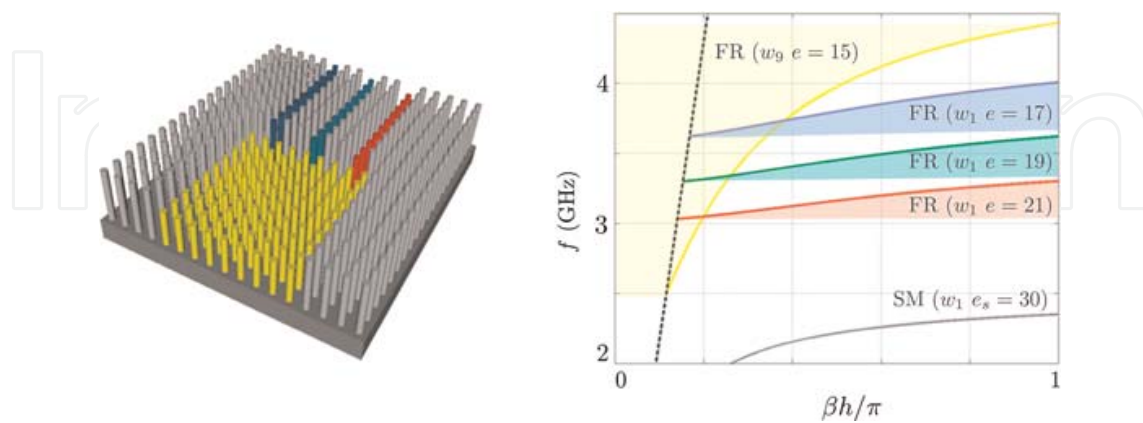 4
3
2
f (GHz)
FR (w₉ e = 15)
FR (w₁ e = 17)
FR (w₁ e = 19)
FR (w₁ e = 21)
SM (w₁ eₛ = 30)
0
1
βh/π